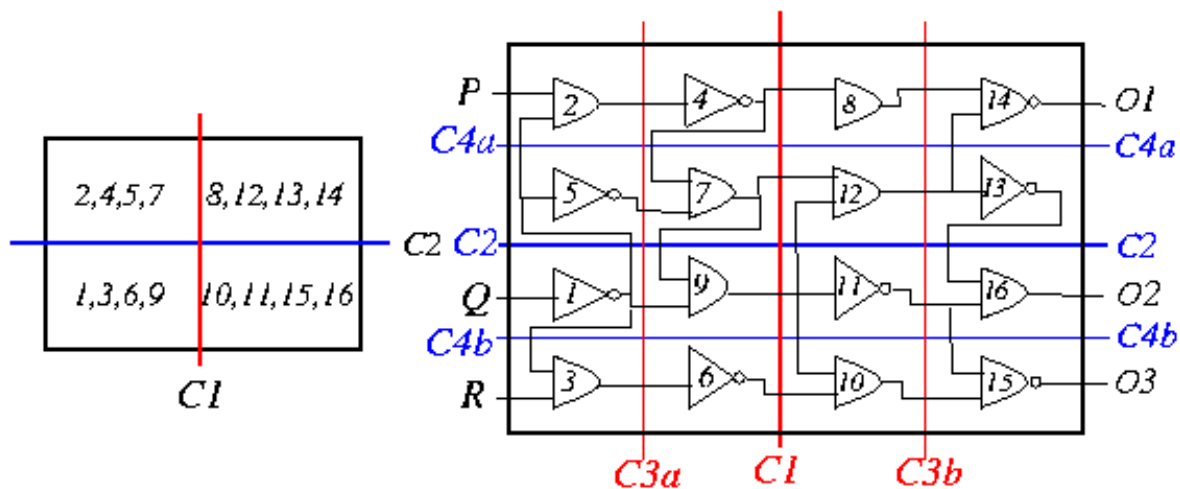 2,4,5,7 8,12,13,14
C2
1,3,6,9 10,11,15,16
C1
P 2 4 8 14 O1
C4a C4a
5 7 12 13
C2 C2
Q 1 9 11 16 O2
C4b C4b
R 3 6 10 15 O3
C3a C1 C3b